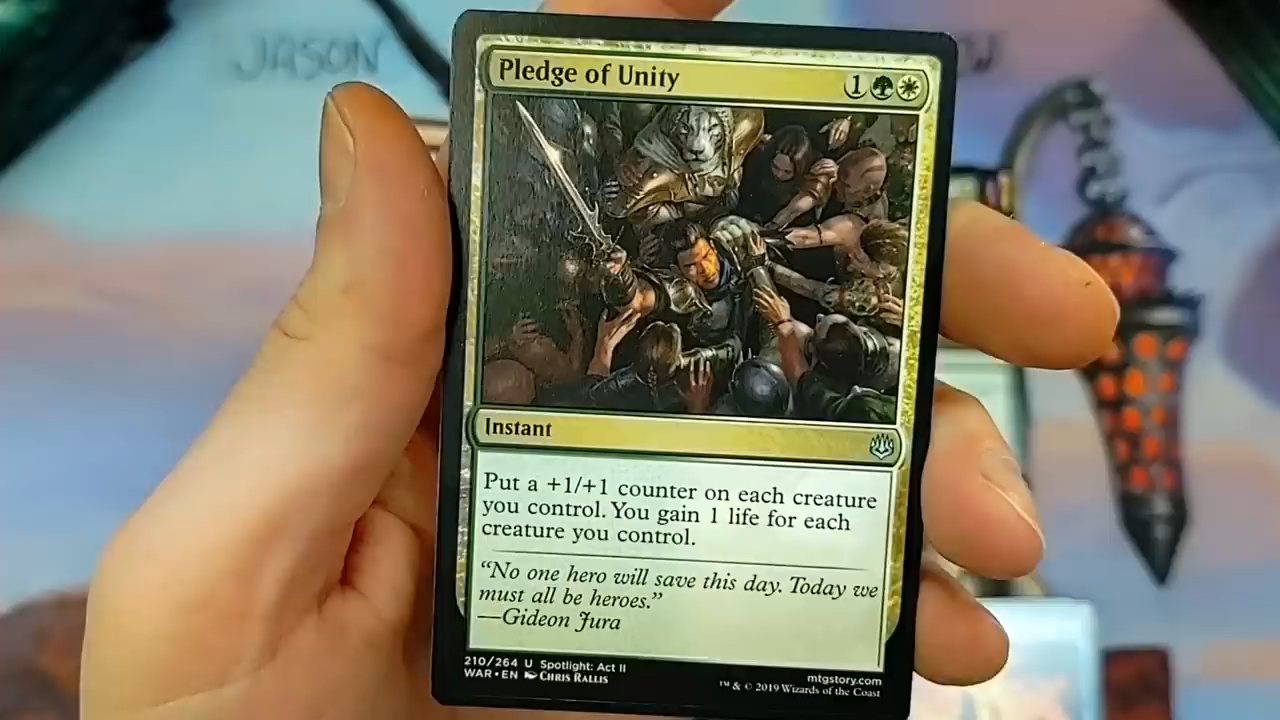 JASON
Pledge of Unity 1
Instant
Put a +1/+1 counter on each creature
you control. You gain 1 life for each
creature you control.
“No one hero will save this day. Today we
must all be heroes.”
—Gideon Jura
210/264 U Spotlight: Act II
WAR • EN Chris Rallis
mtgstory.com
™ & © 2019 Wizards of the Coast